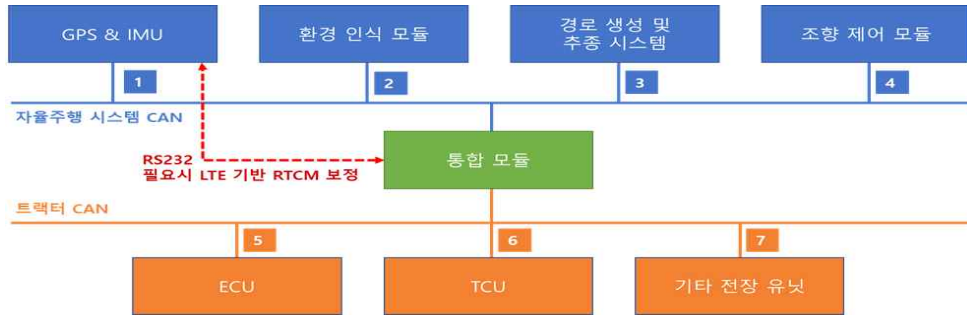 GPS & IMU
환경 인식 모듈
경로 생성 및
추종 시스템
조향 제어 모듈
1
2
3
4
자율주행 시스템 CAN
RS232
필요시 LTE 기반 RTCM 보정
통합 모듈
트랙터 CAN
5
6
7
ECU
TCU
기타 전장 유닛